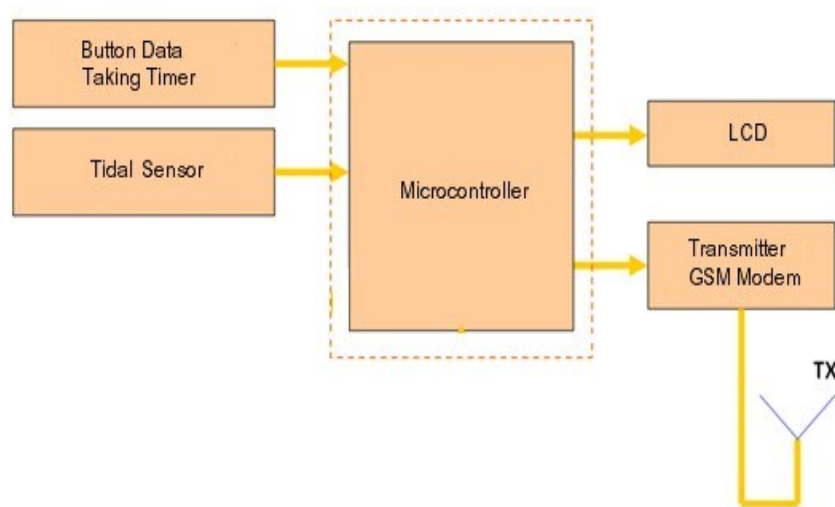 Button Data
Taking Timer
Tidal Sensor
Microcontroller
LCD
Transmitter
GSM Modem
TX